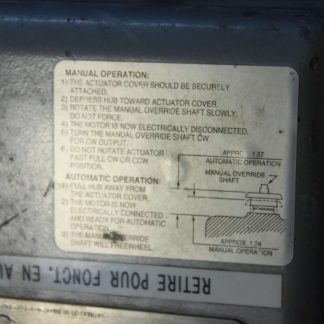 MANUAL OPERATION:
1) THE ACTUATOR COVER SHOULD BE SECURELY
ATTACHED.
2) DEPRESS HUB TOWARD ACTUATOR COVER.
3) ROTATE THE MANUAL OVERRIDE SHAFT SLOWLY;
DO NOT FORCE.
4) THE MOTOR IS NOW ELECTRICALLY DISCONNECTED.
5) TURN THE MANUAL OVERRIDE SHAFT CW
FOR CW OUTPUT.
6) DO NOT ROTATE ACTUATOR
PAST FULL CW OR CCW
POSITION.
AUTOMATIC OPERATION:
1) PULL HUB AWAY FROM
THE ACTUATOR COVER.
2) THE MOTOR IS NOW
ELECTRICALLY CONNECTED
AND READY FOR AUTOMATIC
OPERATION.
3) THE MANUAL OVERRIDE
SHAFT WILL FREEWHEEL.
APPROX. 1.57
AUTOMATIC OPERATION
MANUAL OVERRIDE
SHAFT
APPROX. 1.24
MANUAL OPERATION
RETIRE POUR FONCT. EN AU